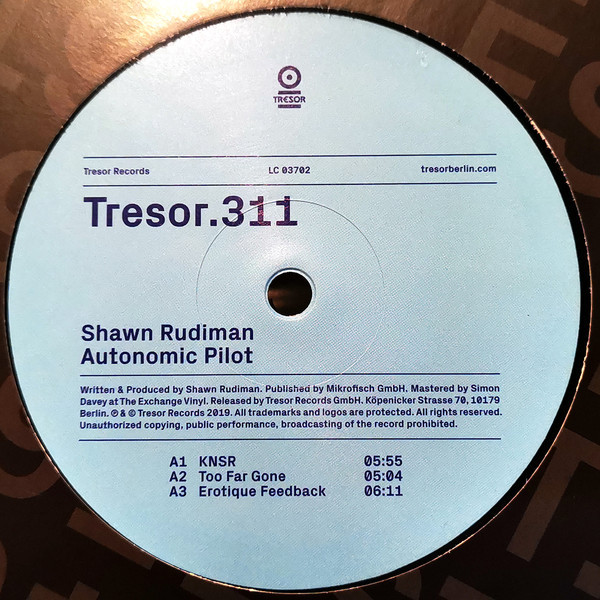 TRESOR
Tresor Records LC 03702 tresorberlin.com
Tresor.311
Shawn Rudiman
Autonomic Pilot
Written & Produced by Shawn Rudiman. Published by Mikrofisch GmbH. Mastered by Simon
Davey at The Exchange Vinyl. Released by Tresor Records GmbH. Köpenicker Strasse 70, 10179
Berlin. ℗ & © Tresor Records 2019. All trademarks and logos are protected. All rights reserved.
Unauthorized copying, public performance, broadcasting of the record prohibited.
A1 KNSR 05:55
A2 Too Far Gone 05:04
A3 Erotique Feedback 06:11